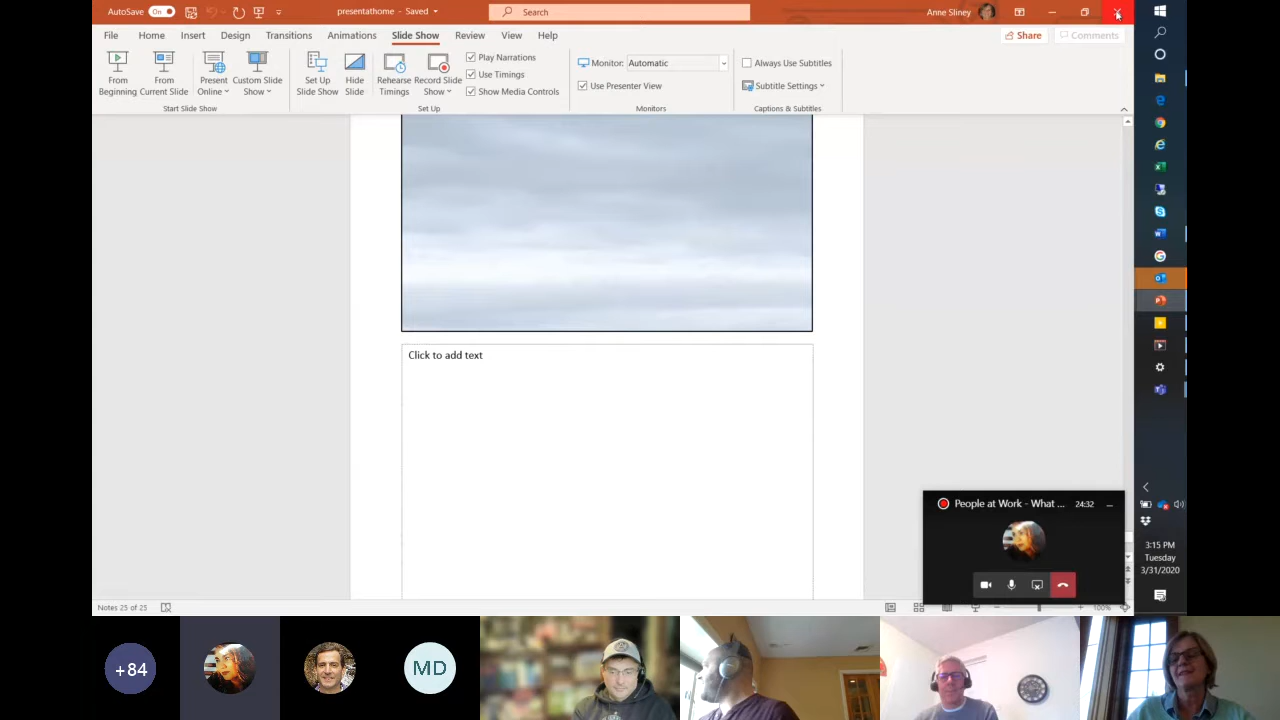 AutoSave On presentathome - Saved Search Anne Sliney
File Home Insert Design Transitions Animations Slide Show Review View Help Share Comments
From Beginning
From Current Slide
Present Online
Custom Slide Show
Start Slide Show
Set Up Slide Show
Hide Slide
Rehearse Timings
Record Slide Show
Play Narrations
Use Timings
Show Media Controls
Set Up
Monitor: Automatic
Use Presenter View
Monitors
Always Use Subtitles
Subtitle Settings
Captions & Subtitles
Click to add text
People at Work - What ... 24:32
3:15 PM
Tuesday
3/31/2020
Notes 25 of 25 100%
+84
MD